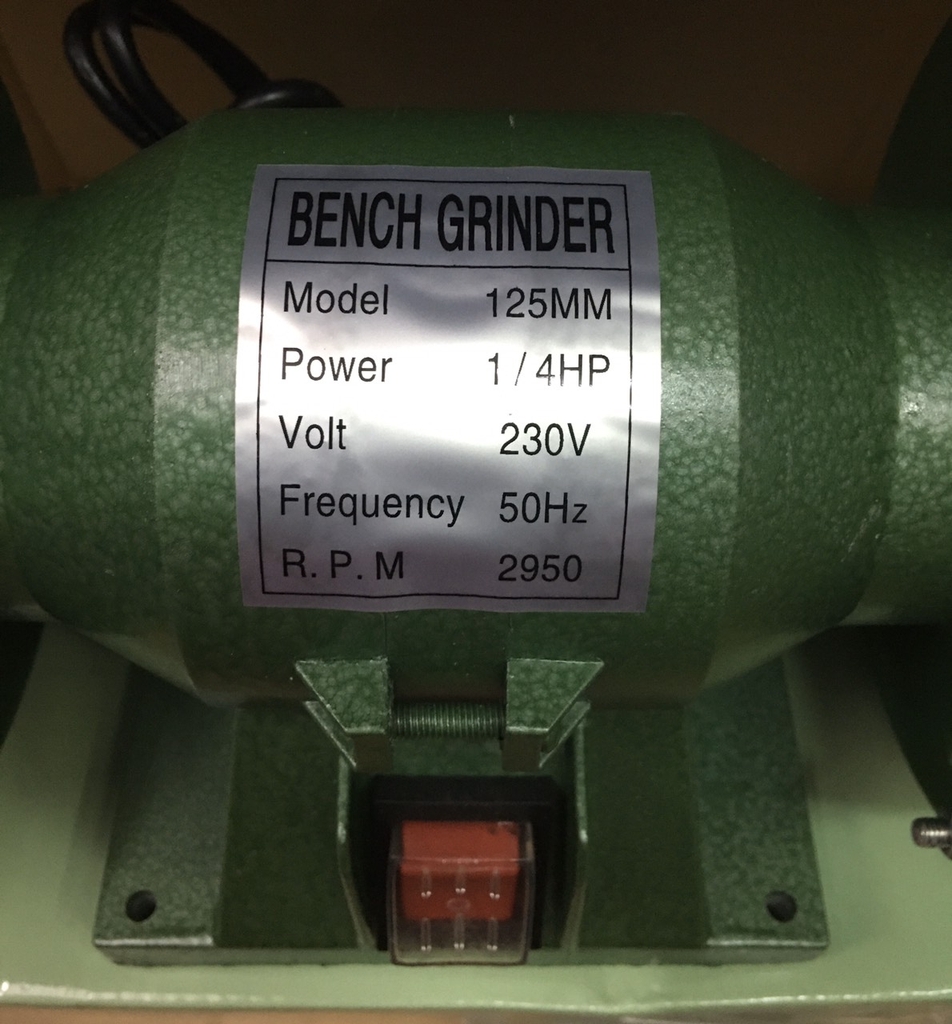 BENCH GRINDER
Model 125MM
Power 1/4HP
Volt 230V
Frequency 50Hz
R.P.M 2950